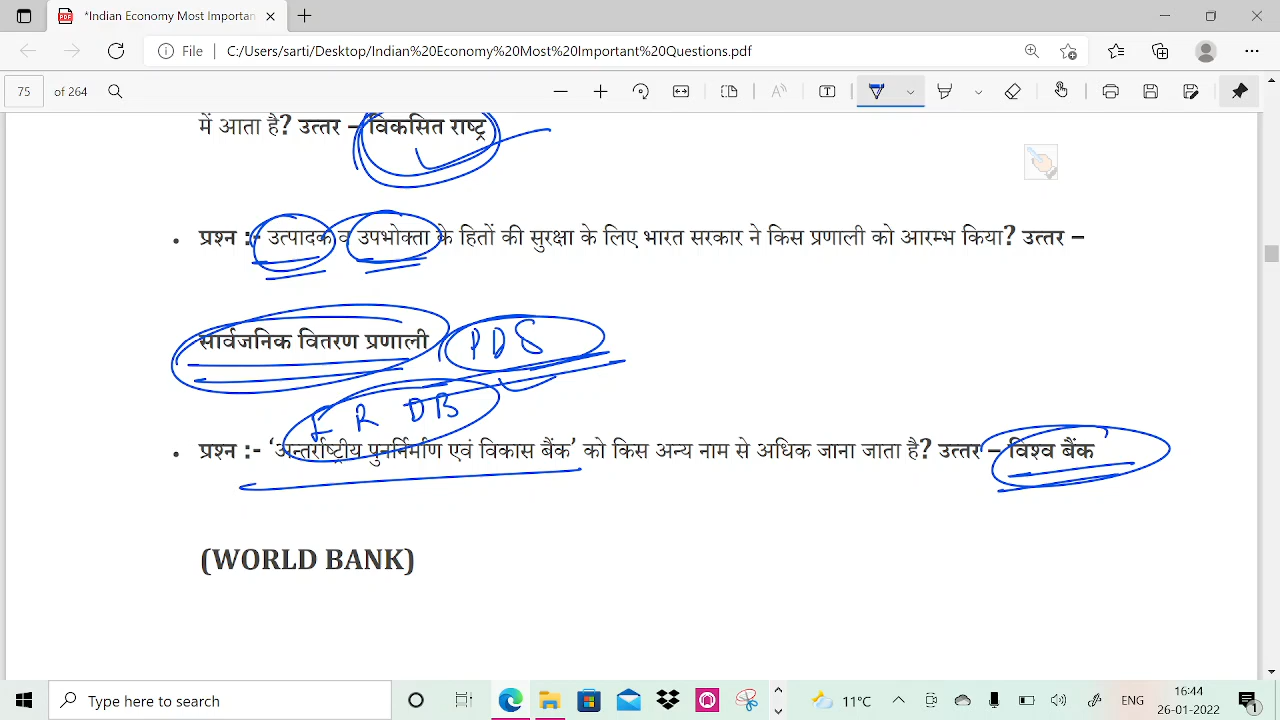 *Indian Economy Most Importan
File
C:/Users/sarti/Desktop/Indian%20Economy%20Most%20Important%20Questions.pdf
75 of 264
में आता है? उत्तर – विकसित राष्ट्र
प्रश्न :- उत्पादक व उपभोक्ता के हितों की सुरक्षा के लिए भारत सरकार ने किस प्रणाली को आरम्भ किया? उत्तर –
सार्वजनिक वितरण प्रणाली PDS
RDB
प्रश्न :- ‘अन्तर्राष्ट्रीय पुनर्निर्माण एवं विकास बैंक’ को किस अन्य नाम से अधिक जाना जाता है? उत्तर – विश्व बैंक
(WORLD BANK)
Type here to search
11°C
ENG
16:44
26-01-2022
1